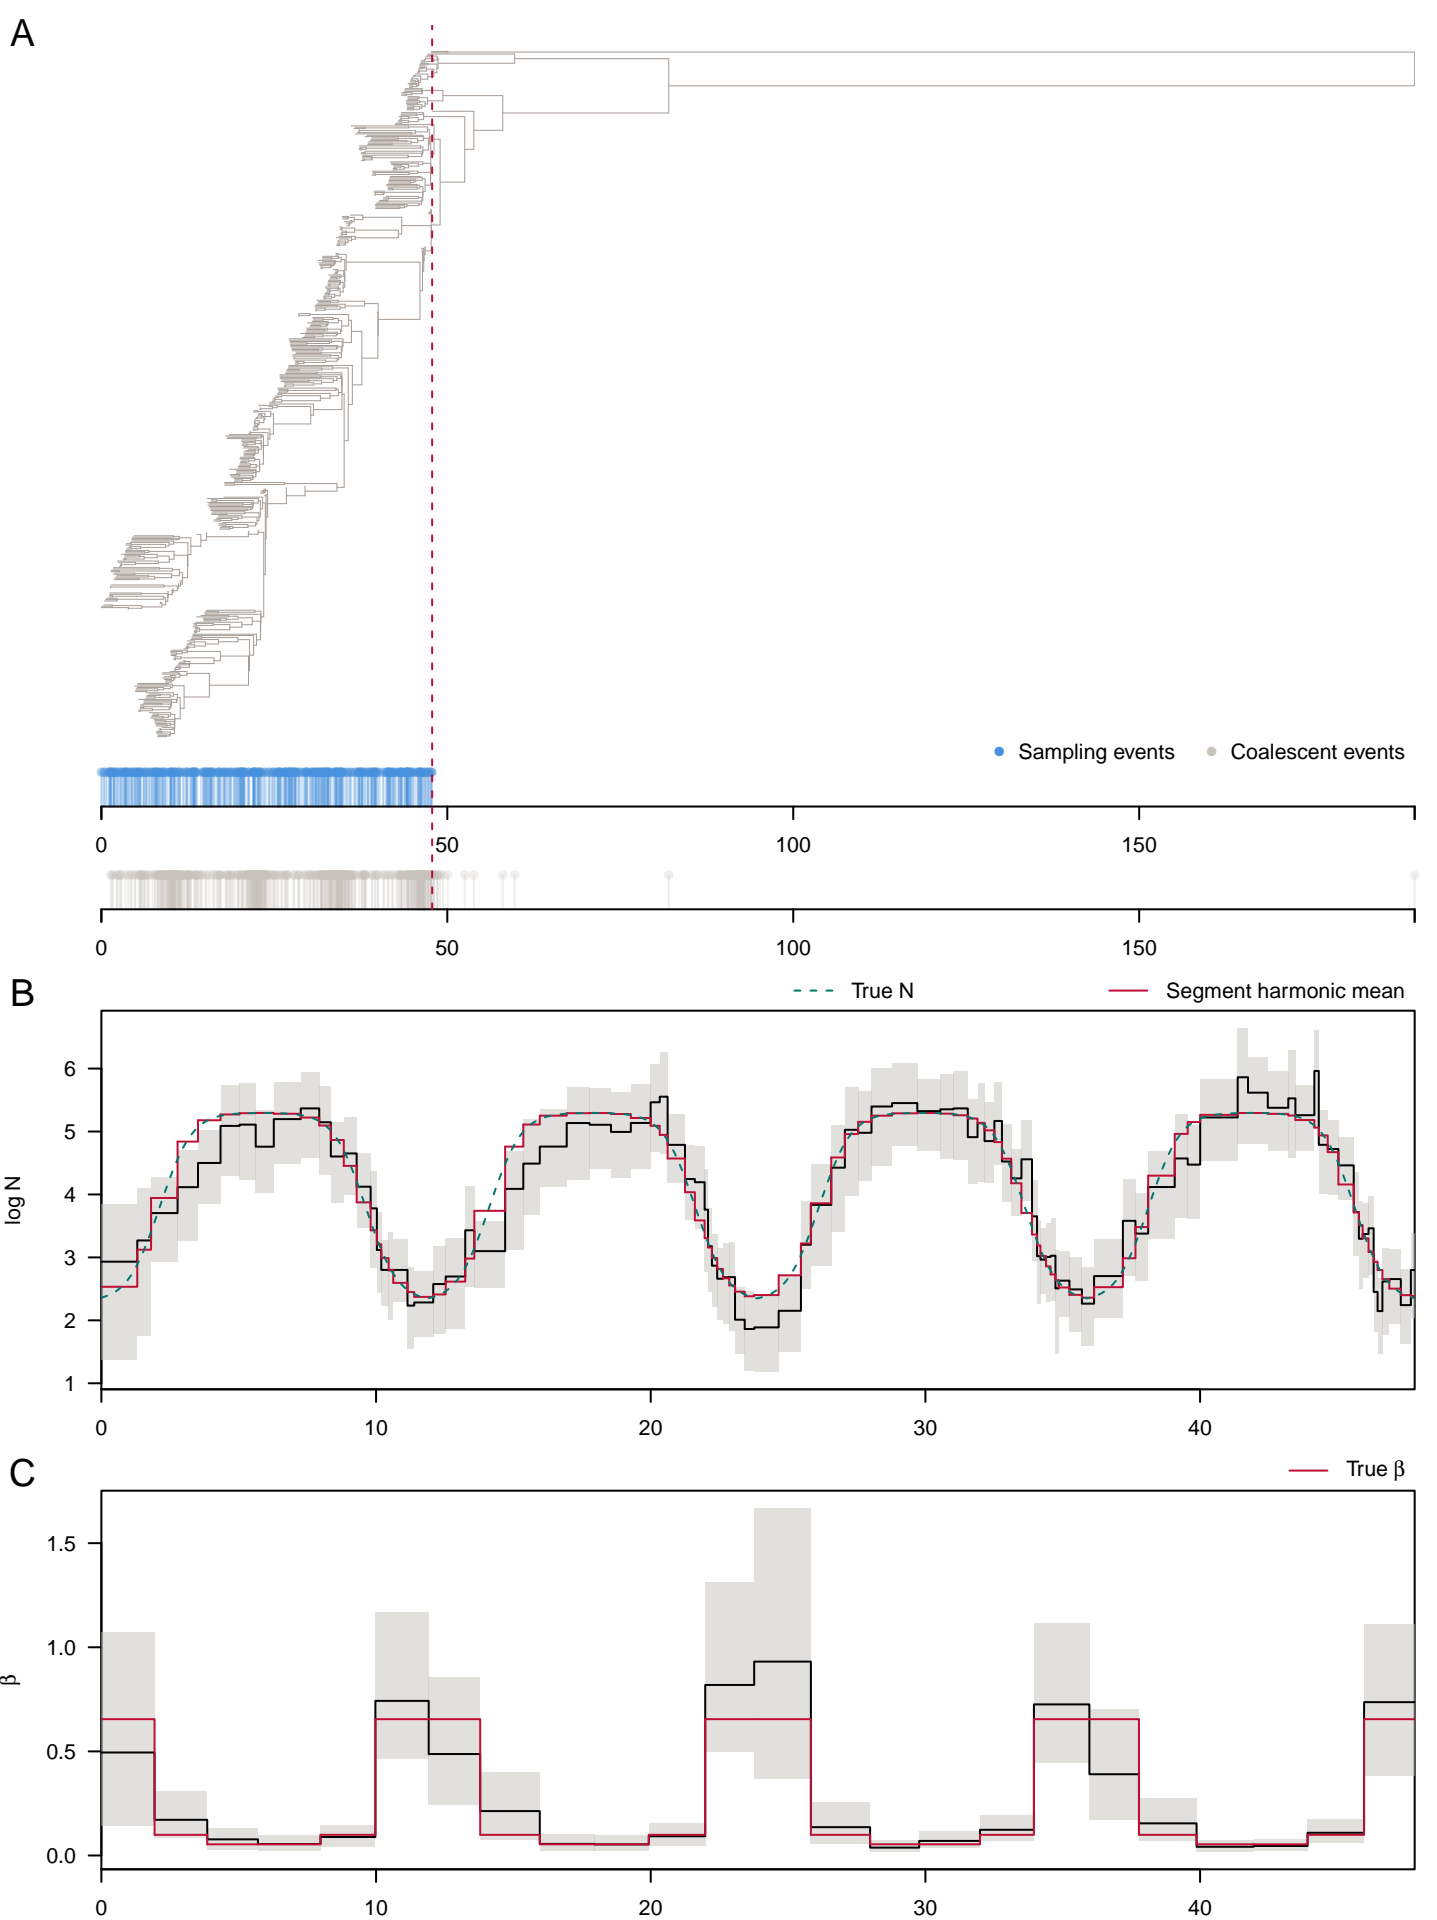 A
Sampling events
Coalescent events
0 50 100 150
0 50 100 150
B
True N
Segment harmonic mean
log N
6
5
4
3
2
1
0 10 20 30 40
C
True β
β
1.5
1.0
0.5
0.0
0 10 20 30 40